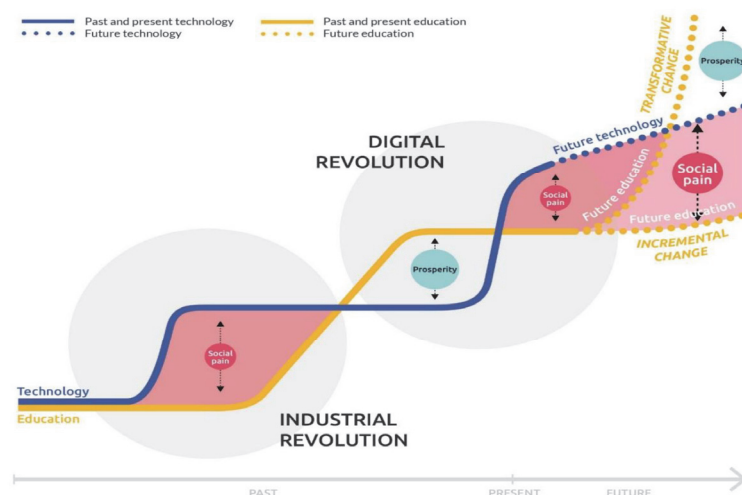 Past and present technology
Future technology
Past and present education
Future education
TRANSFORMATIVE
CHANGE
Prosperity
DIGITAL
REVOLUTION
Future technology
Social
pain
Future education
Social
pain
Future education
INCREMENTAL
CHANGE
Prosperity
Social
pain
Technology
Education
INDUSTRIAL
REVOLUTION
PAST
PRESENT
FUTURE